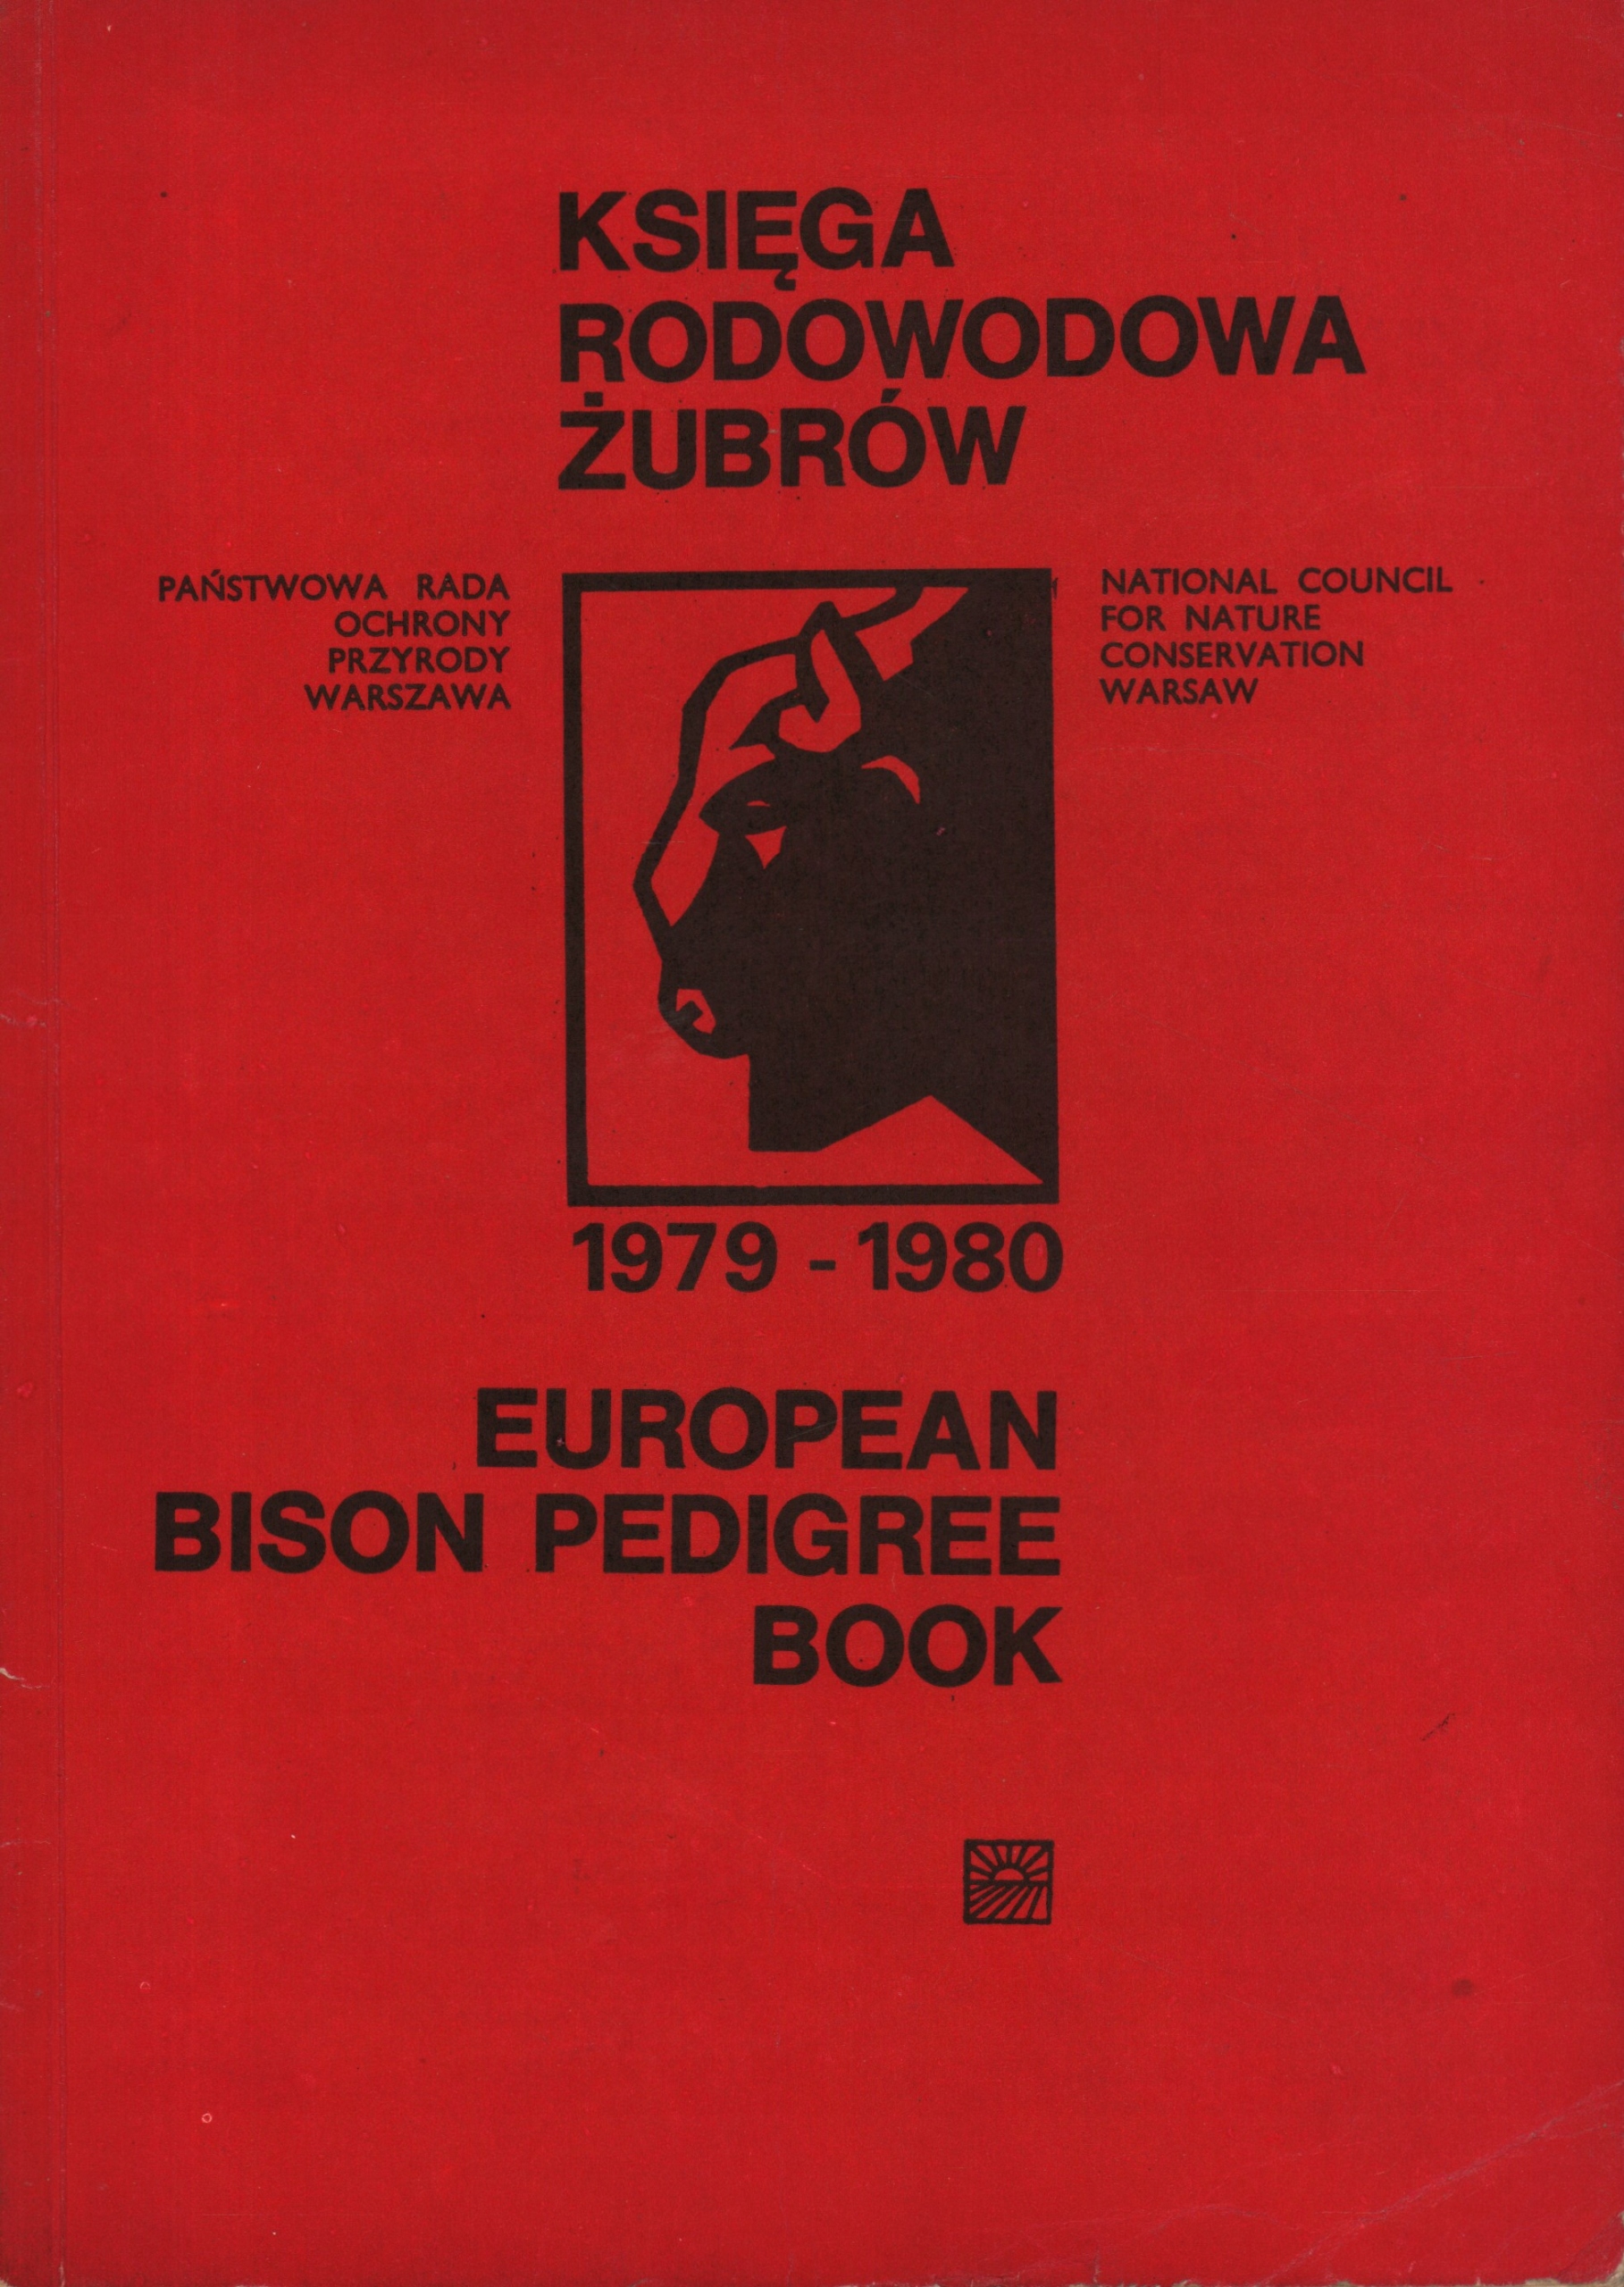 KSIĘGA
RODOWODOWA
ŻUBRÓW
PAŃSTWOWA RADA
OCHRONY
PRZYRODY
WARSZAWA
NATIONAL COUNCIL
FOR NATURE
CONSERVATION
WARSAW
1979 - 1980
EUROPEAN
BISON PEDIGREE
BOOK